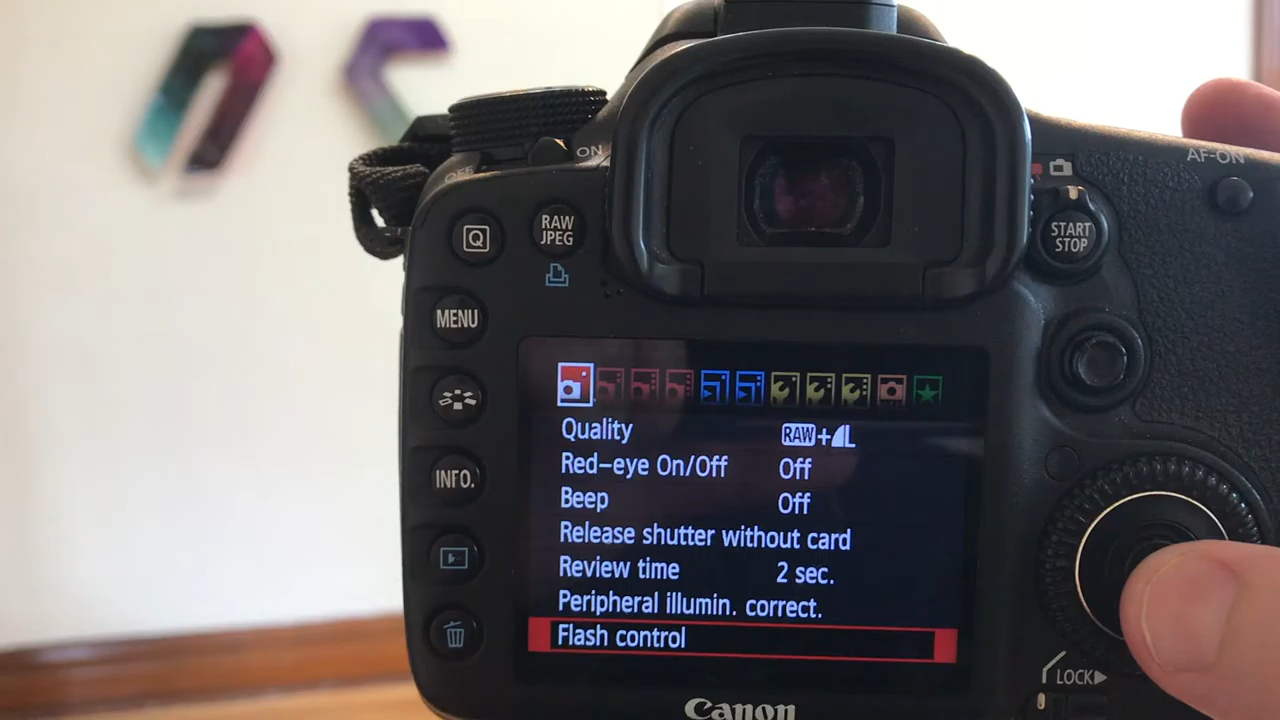 ON
OFF
AF-ON
Q
RAW
JPEG
START
STOP
MENU
Quality RAW+L
Red-eye On/Off Off
Beep Off
INFO.
Release shutter without card
Review time 2 sec.
Peripheral illumin. correct.
Flash control
LOCK
Canon